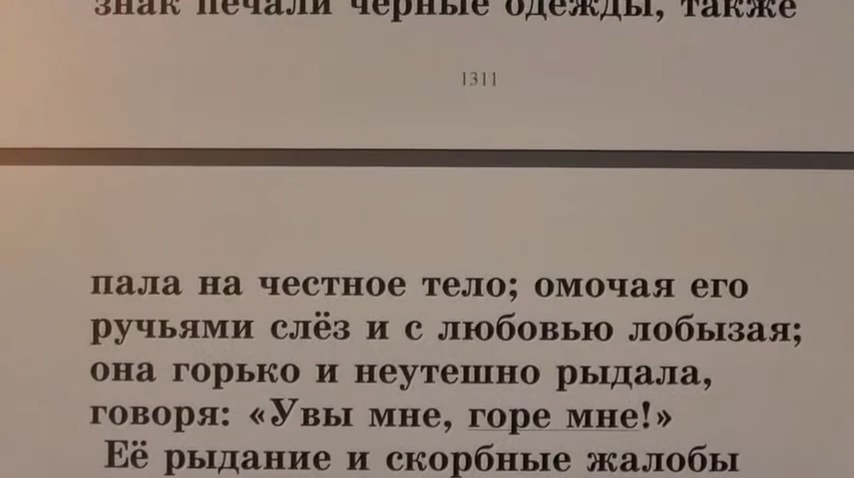 знак печали чёрные одежды, также
1311
пала на честное тело; омочая его
ручьями слёз и с любовью лобызая;
она горько и неутешно рыдала,
говоря: «Увы мне, горе мне!»
Её рыдание и скорбные жалобы